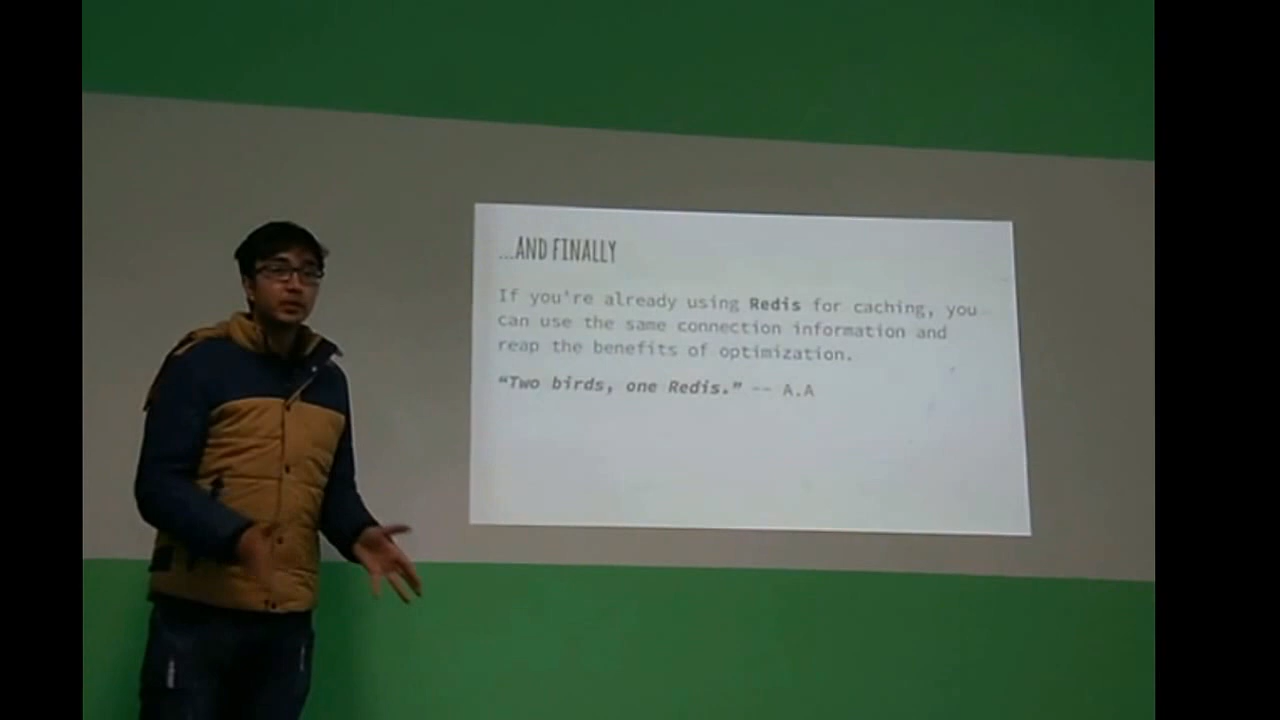 ...AND FINALLY
If you're already using Redis for caching, you
can use the same connection information and
reap the benefits of optimization.
“Two birds, one Redis.” -- A.A